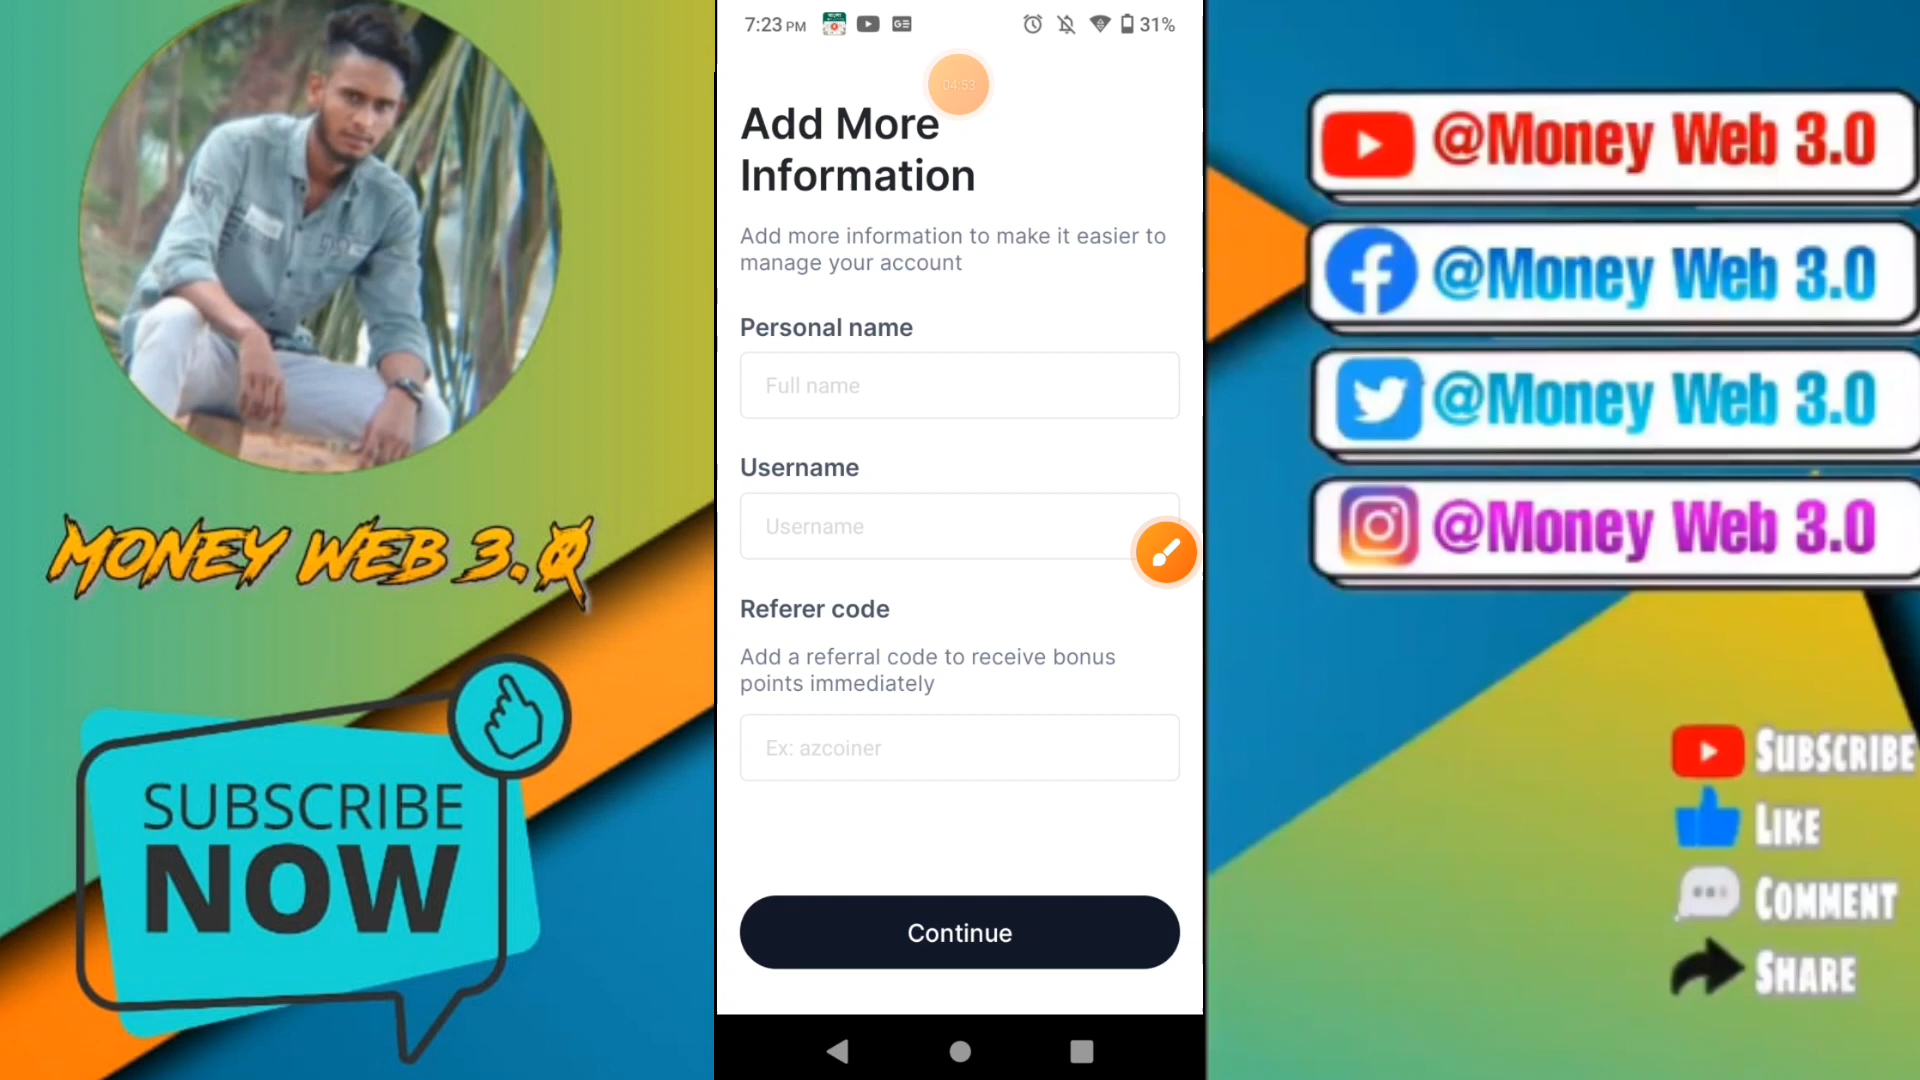 7:23 PM
31%
04:53
Add More
Information
Add more information to make it easier to
manage your account
Personal name
Full name
Username
Username
Referer code
Add a referral code to receive bonus
points immediately
Ex: azcoiner
Continue
MONEY WEB 3.0
SUBSCRIBE
NOW
@Money Web 3.0
@Money Web 3.0
@Money Web 3.0
@Money Web 3.0
SUBSCRIBE
LIKE
COMMENT
SHARE